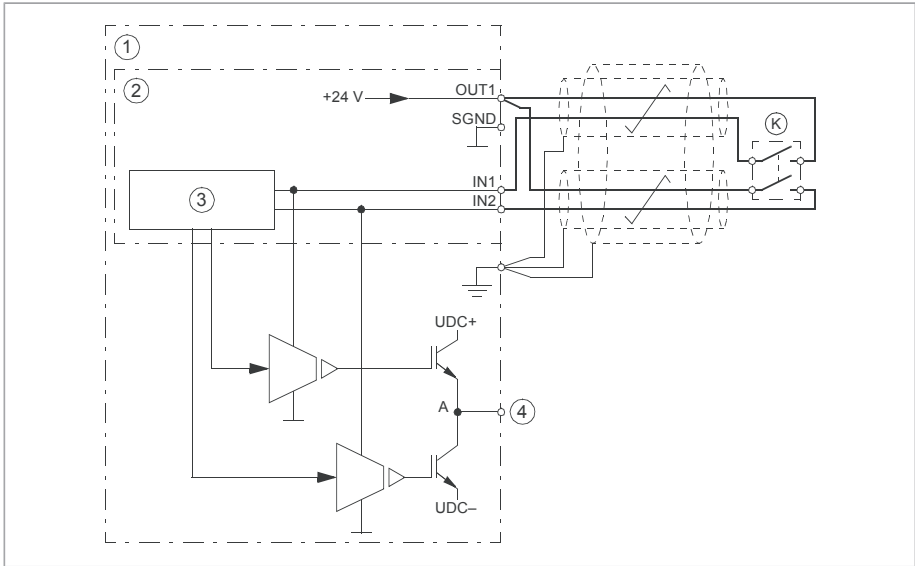 1
2
OUT1
+24 V
SGND
K
IN1
3
IN2
UDC+
A
4
UDC–